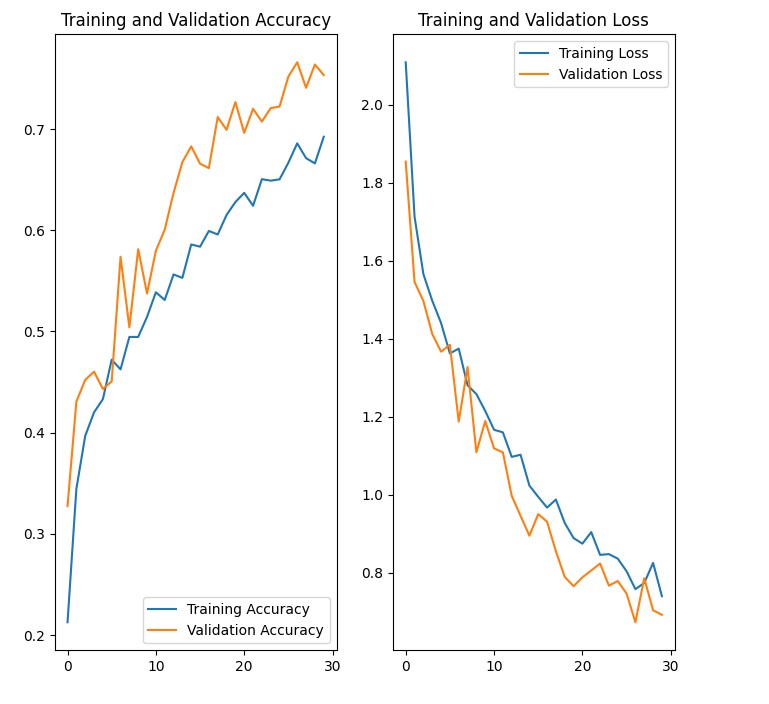 Training and Validation Accuracy
0.7
0.6
0.5
0.4
0.3
0.2
Training Accuracy
Validation Accuracy
0 10 20 30
Training and Validation Loss
Training Loss
Validation Loss
2.0
1.8
1.6
1.4
1.2
1.0
0.8
0 10 20 30